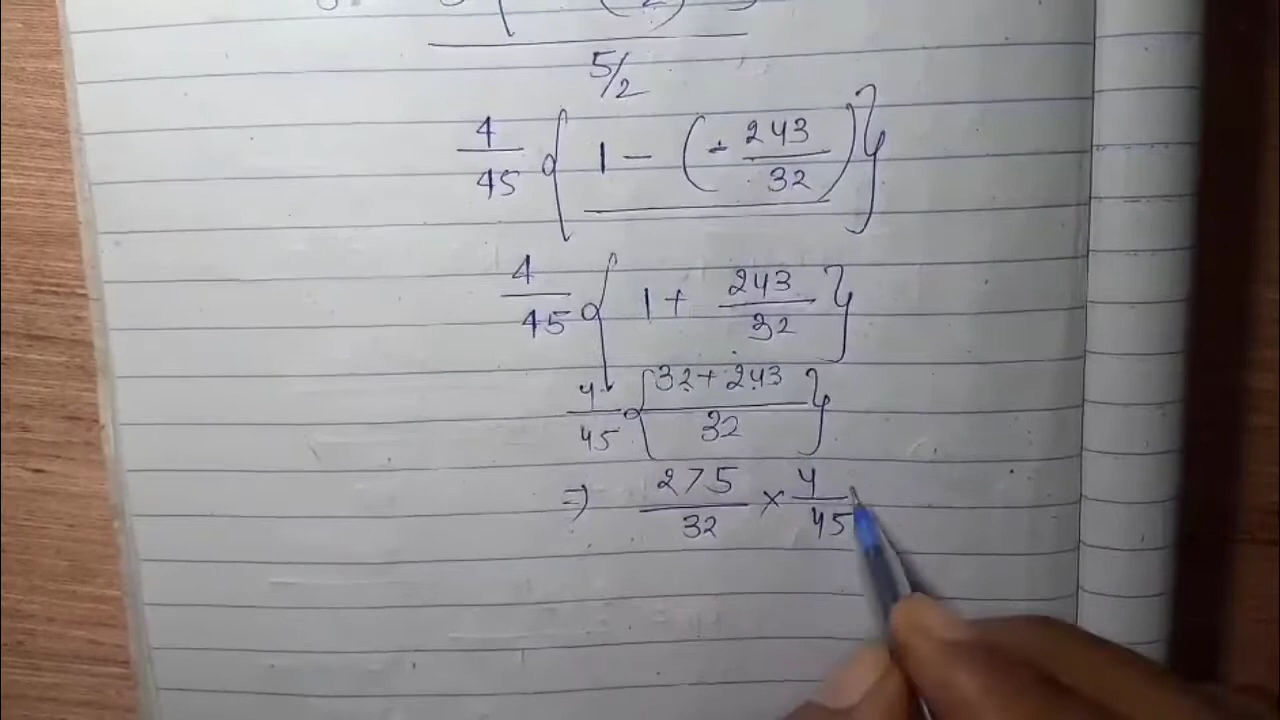 5/2
4/45 { 1 - (- 243/32) }
4/45 { 1 + 243/32 }
4/45 { 32 + 243 / 32 }
⇒ 275/32 × 4/45